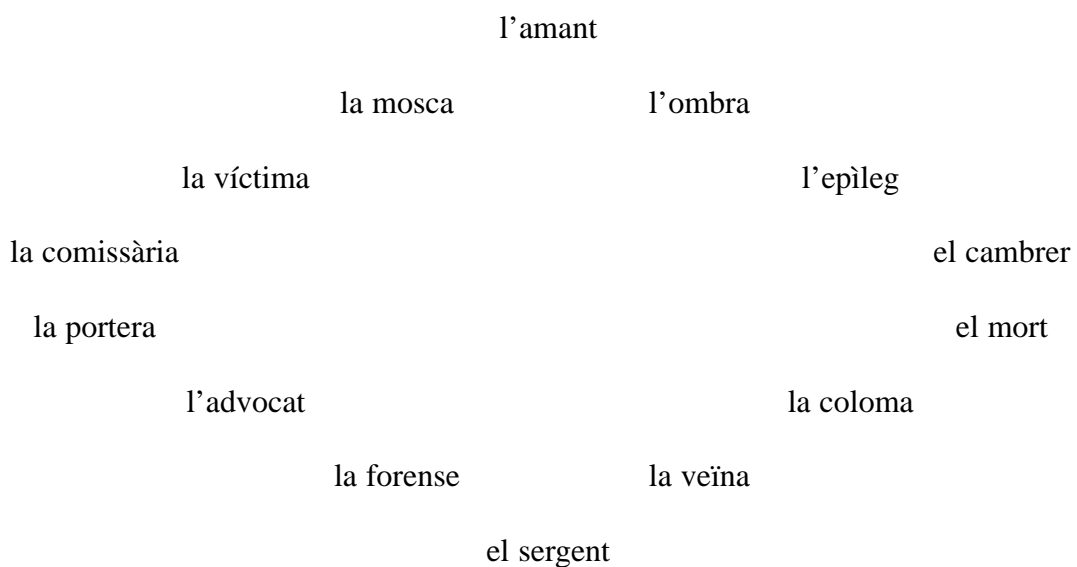 l’amant
la mosca l’ombra
la víctima l’epìleg
la comissària el cambrer
la portera el mort
l’advocat la coloma
la forense la veïna
el sergent